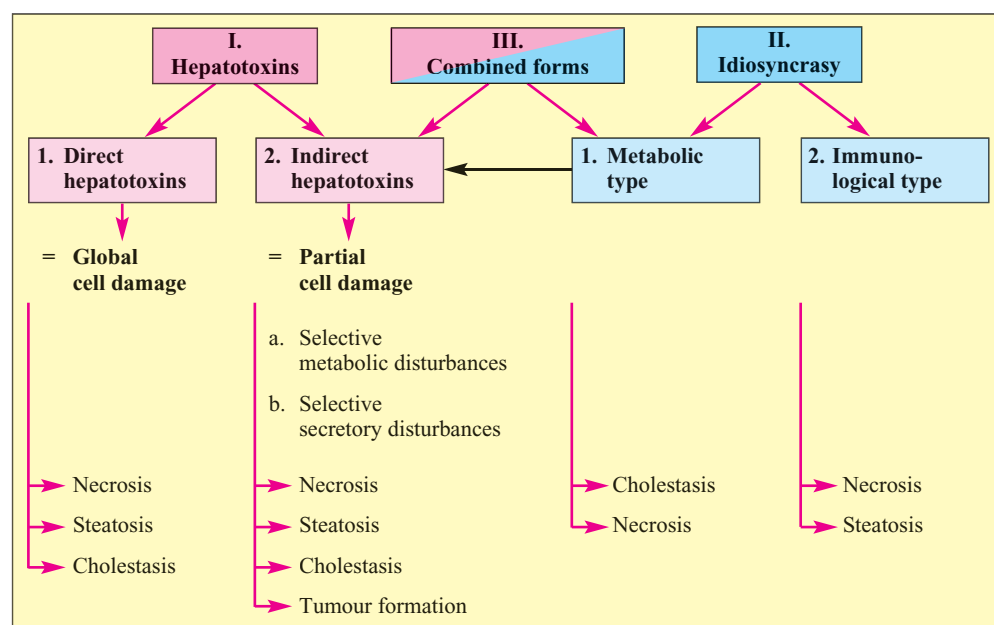 I.
Hepatotoxins
III.
Combined forms
II.
Idiosyncrasy
1. Direct
hepatotoxins
2. Indirect
hepatotoxins
1. Metabolic
type
2. Immuno-
logical type
= Global
cell damage
= Partial
cell damage
a. Selective
metabolic disturbances
b. Selective
secretory disturbances
Necrosis
Steatosis
Cholestasis
Necrosis
Steatosis
Cholestasis
Tumour formation
Cholestasis
Necrosis
Necrosis
Steatosis